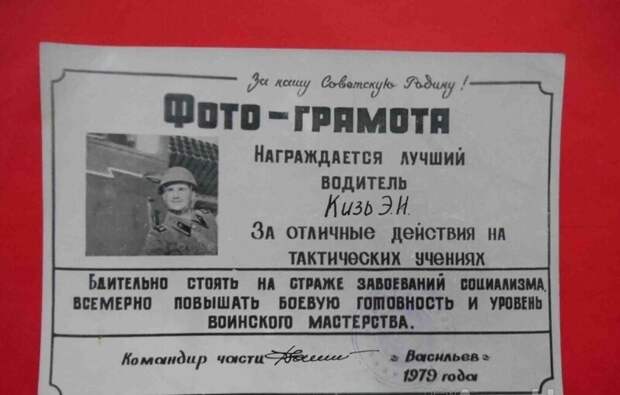 За нашу Советскую Родину!
Фото-грамота
Награждается лучший
водитель
Кизь Э.И.
За отличные действия на
тактических учениях
Бдительно стоять на страже завоеваний социализма,
всемерно повышать боевую готовность и уровень
воинского мастерства.
Командир части «Васильев»
1979 года